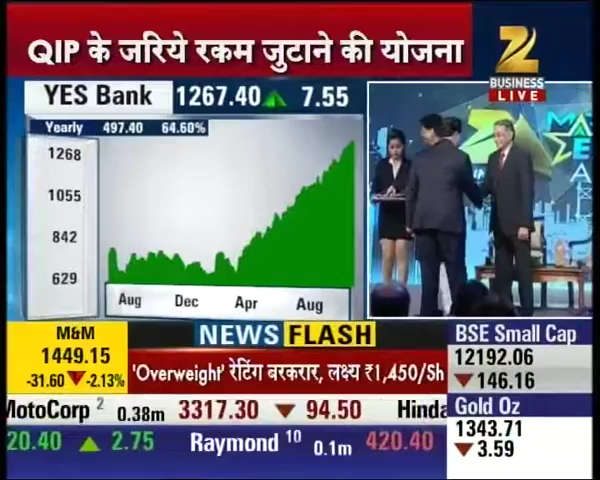 QIP के जरिये रकम जुटाने की योजना
Z
BUSINESS
LIVE
YES Bank 1267.40 7.55
Yearly 497.40 64.60%
1268
1055
842
629
Aug Dec Apr Aug
M&M
1449.15
-31.60 -2.13%
NEWS FLASH
'Overweight' रेटिंग बरकरार, लक्ष्य ₹1,450/Sh
BSE Small Cap
12192.06
146.16
MotoCorp 2 0.38m 3317.30 94.50 Hinda
Gold Oz
1343.71
3.59
20.40 2.75 Raymond 10 0.1m 420.40